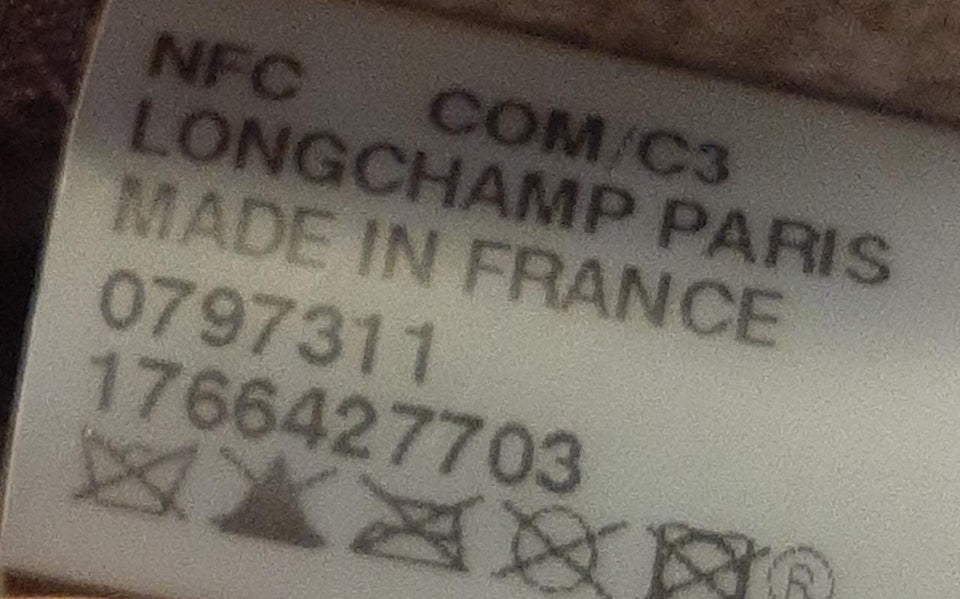 NFC COM/C3
LONGCHAMP PARIS
MADE IN FRANCE
0797311
1766427703
®